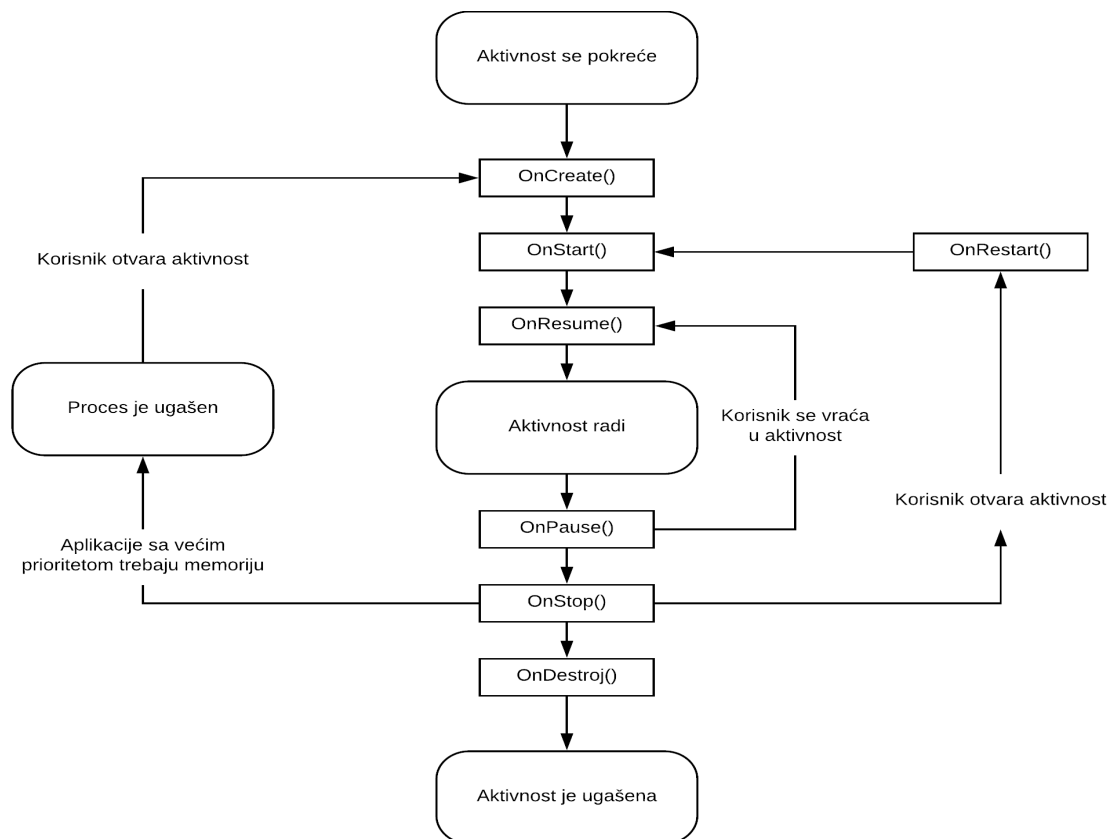 Aktivnost se pokreće
OnCreate()
Korisnik otvara aktivnost
OnStart()
OnRestart()
OnResume()
Proces je ugašen
Aktivnost radi
Korisnik se vraća
u aktivnost
Korisnik otvara aktivnost
OnPause()
Aplikacije sa većim
prioritetom trebaju memoriju
OnStop()
OnDestroj()
Aktivnost je ugašena